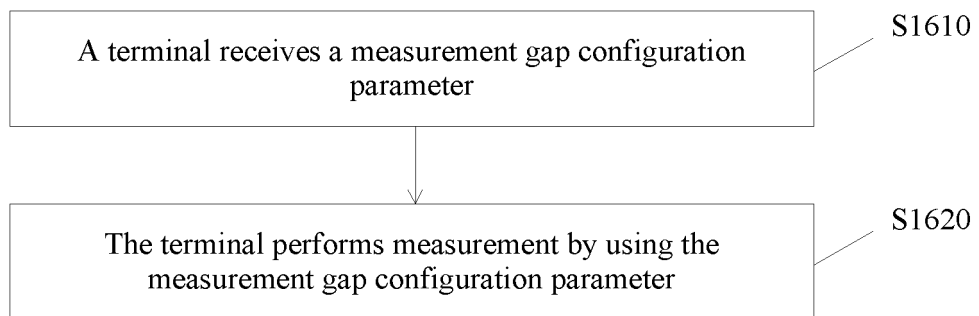 S1610
A terminal receives a measurement gap configuration
parameter
S1620
The terminal performs measurement by using the
measurement gap configuration parameter